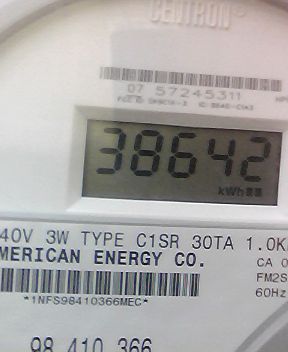 CENTRON®
07 57245311
38642
kWh
40V 3W TYPE C1SR 30TA 1.0K
MERICAN ENERGY CO.
CA 0
FM2S
60Hz
*1NFS98410366MEC*
98 410 366